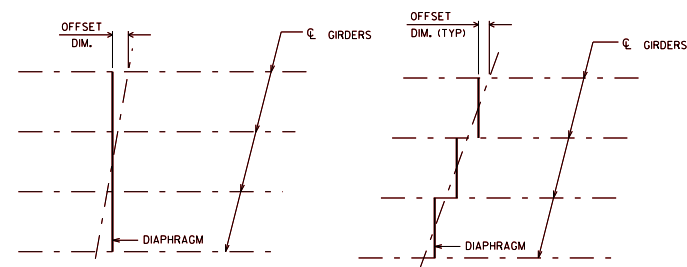 OFFSET
DIM.
℄ GIRDERS
DIAPHRAGM
OFFSET
DIM. (TYP)
℄ GIRDERS
DIAPHRAGM